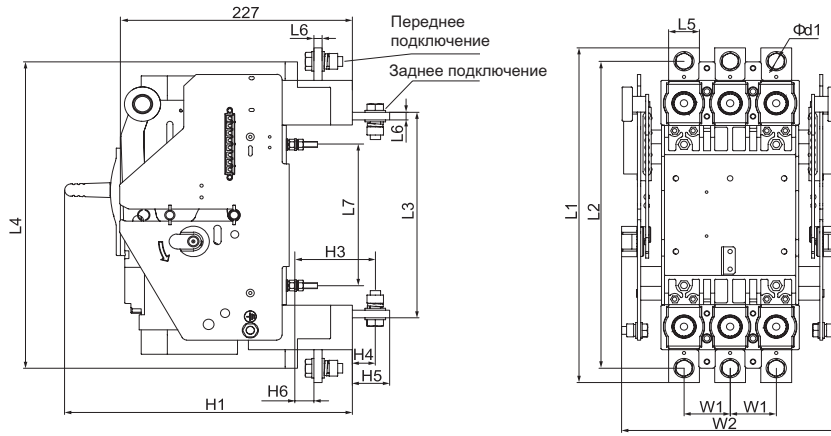 227
L6
Переднее
подключение
Заднее подключение
L6
L4
L7
L3
H3
H4
H5
H6
H1
L5
Фd1
L1
L2
W1
W1
W2